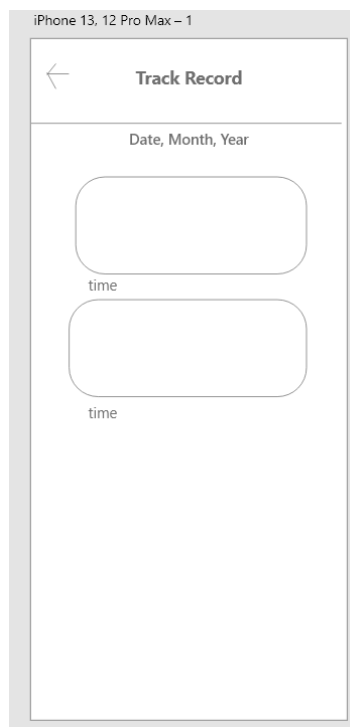 iPhone 13, 12 Pro Max – 1
Track Record
Date, Month, Year
time
time